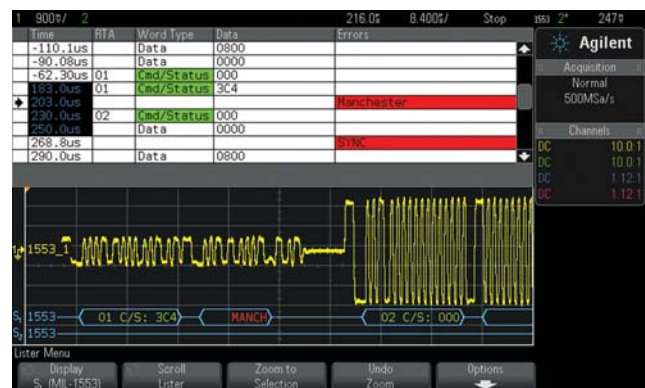 1 900▽/ 2 216.0s 8.400s/ Stop 1553 2* 247▽
Time RTA Word Type Data Errors
-110.1us Data 0800
-90.08us Data 0000
-62.30us 01 Cmd/Status 000
183.0us 01 Cmd/Status 3C4
203.0us Manchester
230.0us 02 Cmd/Status 000
250.0us Data 0000
268.8us SYNC
290.0us Data 0800
Agilent
Acquisition
Normal
500MSa/s
Channels
DC 10.0:1
DC 10.0:1
DC 1.12:1
DC 1.12:1
1553_1
S1 1553 01 C/S: 3C4 MANCH 02 C/S: 000
S2 1553
Lister Menu
Display Scroll Zoom to Undo Options
S1 (MIL-1553) Lister Selection Zoom